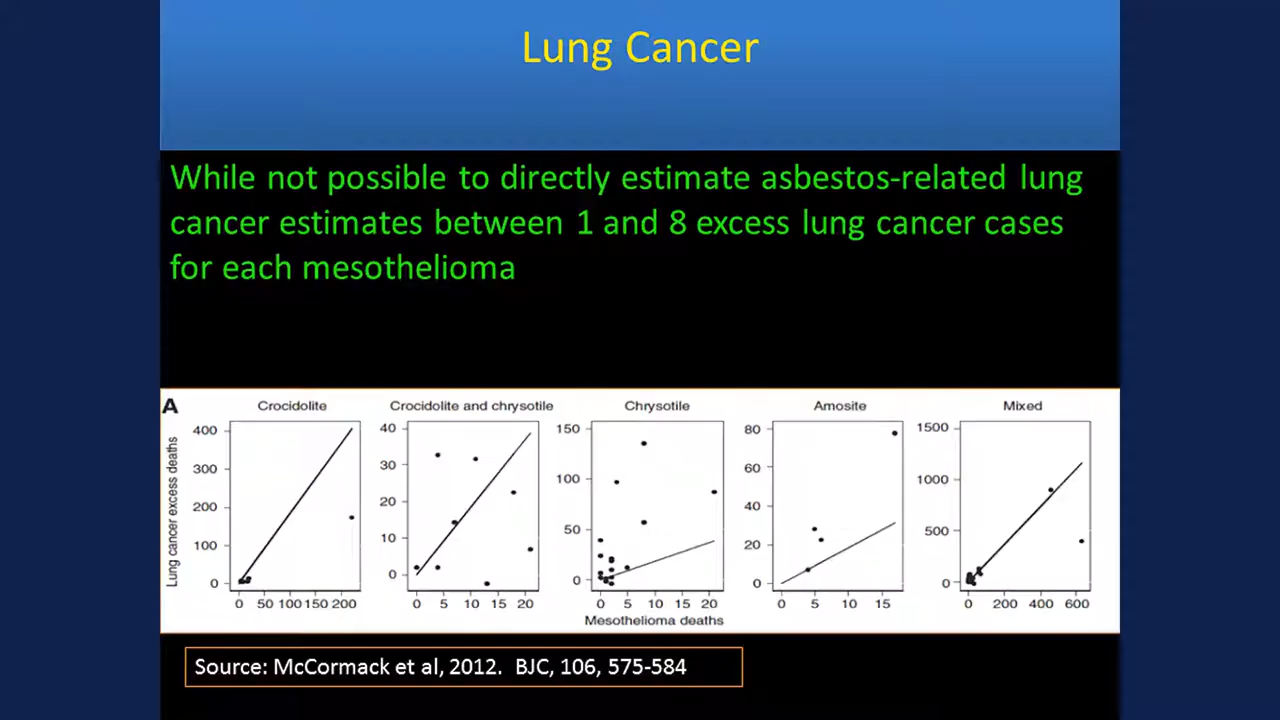 Lung Cancer
While not possible to directly estimate asbestos-related lung
cancer estimates between 1 and 8 excess lung cancer cases
for each mesothelioma
A
Crocidolite
Crocidolite and chrysotile
Chrysotile
Amosite
Mixed
Lung cancer excess deaths
400
300
200
100
0
0 50 100 150 200
40
30
20
10
0
0 5 10 15 20
150
100
50
0
0 5 10 15 20
80
60
40
20
0
0 5 10 15
1500
1000
500
0
0 200 400 600
Mesothelioma deaths
Source: McCormack et al, 2012. BJC, 106, 575-584